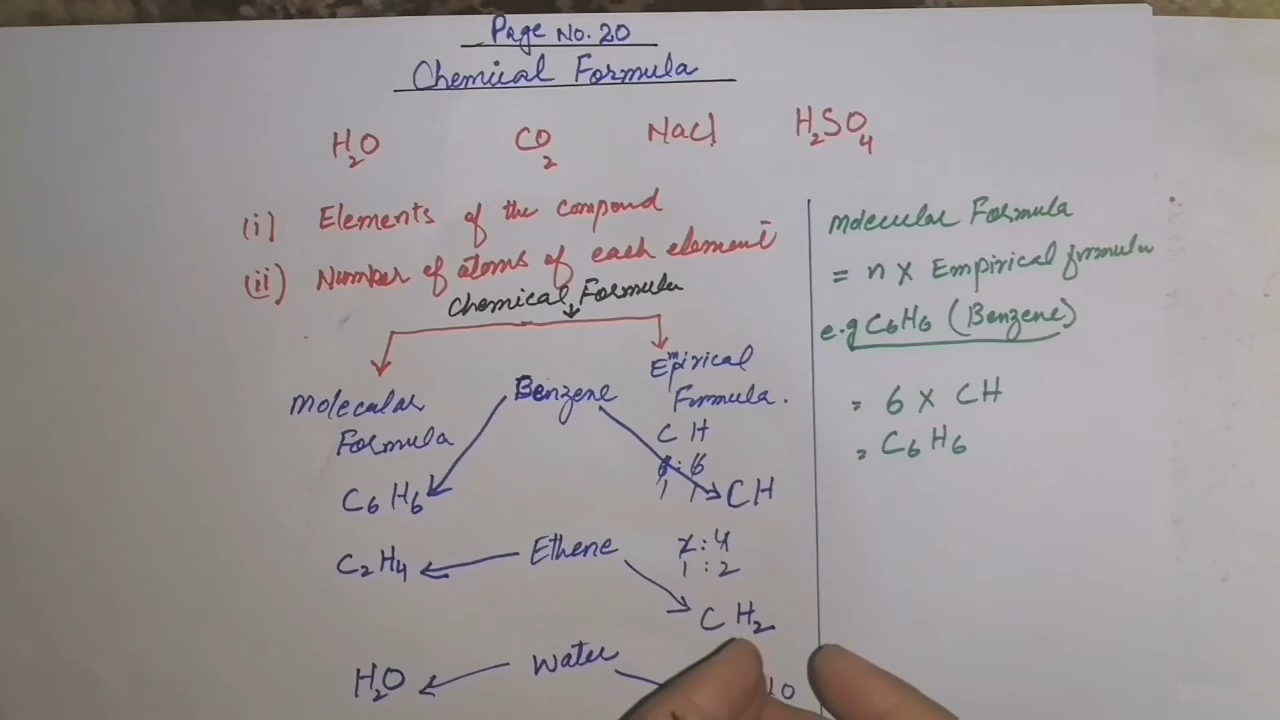 Page No. 20
Chemical Formula
H2O CO2 NaCl H2SO4
(i) Elements of the compound
(ii) Number of atoms of each element
Chemical Formula
Molecular Formula
Benzene
Empirical Formula.
C H
6:6
1 1
C6H6
CH
C2H4
Ethene
2:4
1:2
CH2
H2O
Water
Molecular Formula
= n X Empirical formula
e.g C6H6 (Benzene)
= 6 X CH
= C6H6